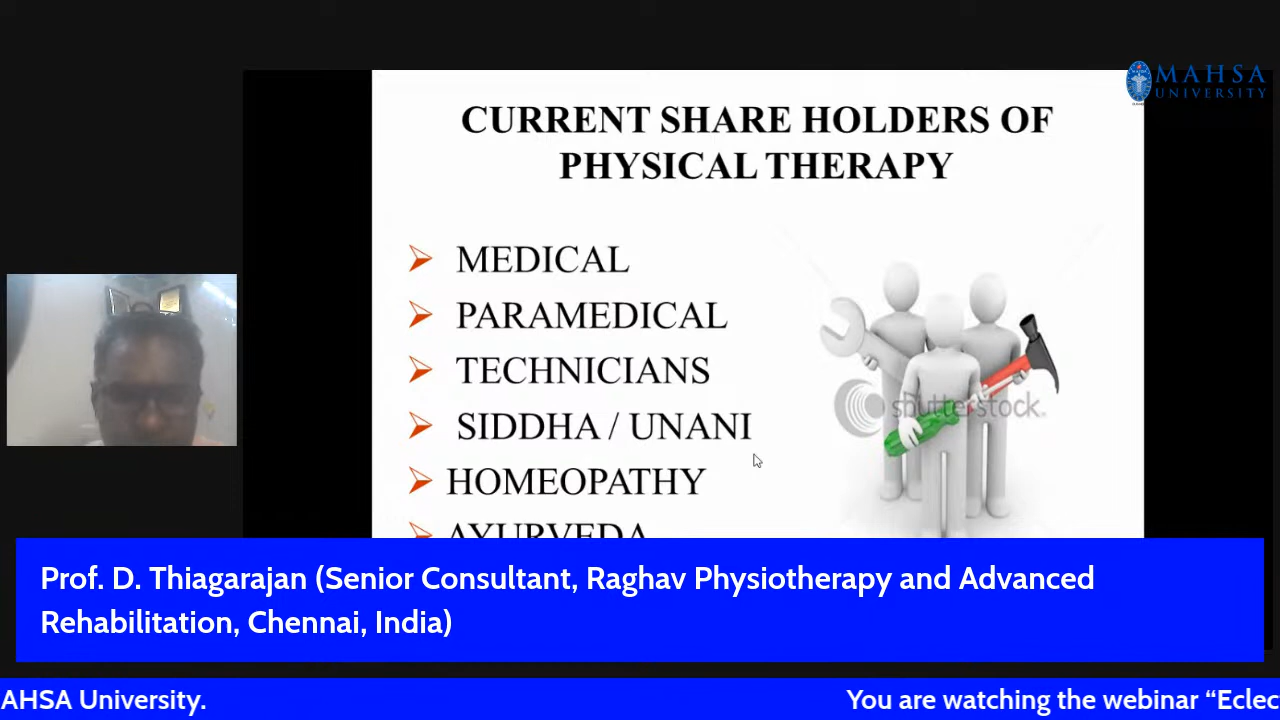 MAHSA
UNIVERSITY
CURRENT SHARE HOLDERS OF
PHYSICAL THERAPY
MEDICAL
PARAMEDICAL
TECHNICIANS
SIDDHA / UNANI
HOMEOPATHY
AYURVEDA
shutterstock
Prof. D. Thiagarajan (Senior Consultant, Raghav Physiotherapy and Advanced
Rehabilitation, Chennai, India)
AHSA University.
You are watching the webinar “Eclec